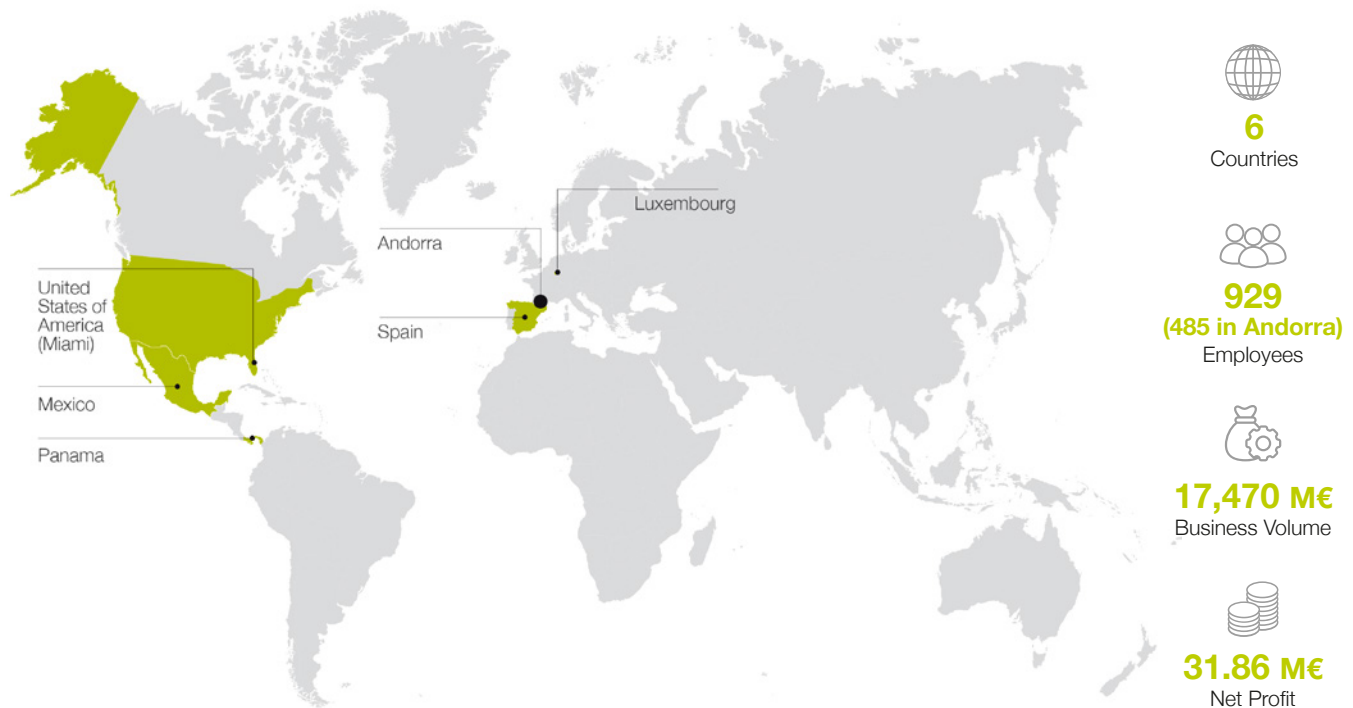 Luxembourg
Andorra
United
States of
America
(Miami)
Spain
Mexico
Panama
6
Countries
929
(485 in Andorra)
Employees
17,470 M€
Business Volume
31.86 M€
Net Profit